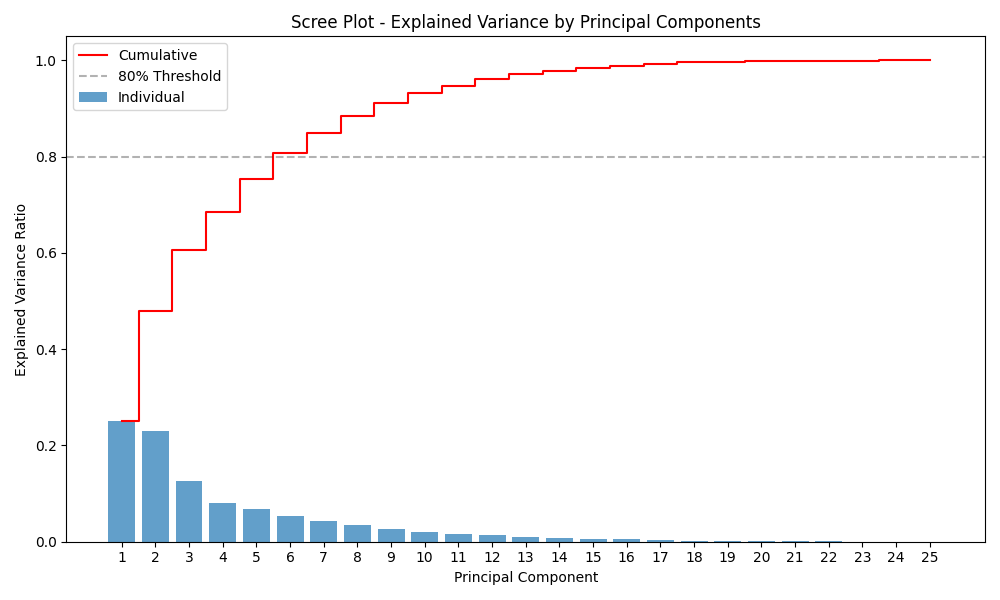 Scree Plot - Explained Variance by Principal Components
Cumulative
80% Threshold
Individual
Explained Variance Ratio
1.0
0.8
0.6
0.4
0.2
0.0
1 2 3 4 5 6 7 8 9 10 11 12 13 14 15 16 17 18 19 20 21 22 23 24 25
Principal Component